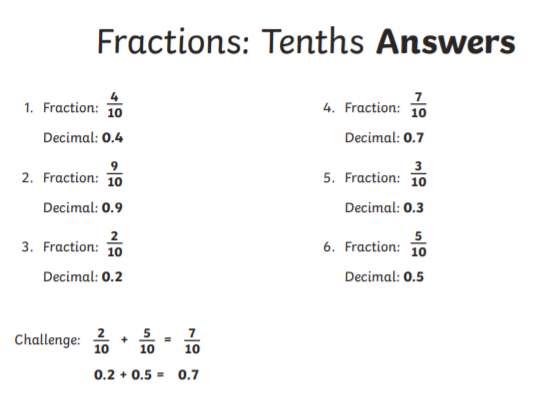 Fractions: Tenths Answers
1. Fraction: 4/10
Decimal: 0.4
2. Fraction: 9/10
Decimal: 0.9
3. Fraction: 2/10
Decimal: 0.2
4. Fraction: 7/10
Decimal: 0.7
5. Fraction: 3/10
Decimal: 0.3
6. Fraction: 5/10
Decimal: 0.5
Challenge: 2/10 + 5/10 = 7/10
0.2 + 0.5 = 0.7